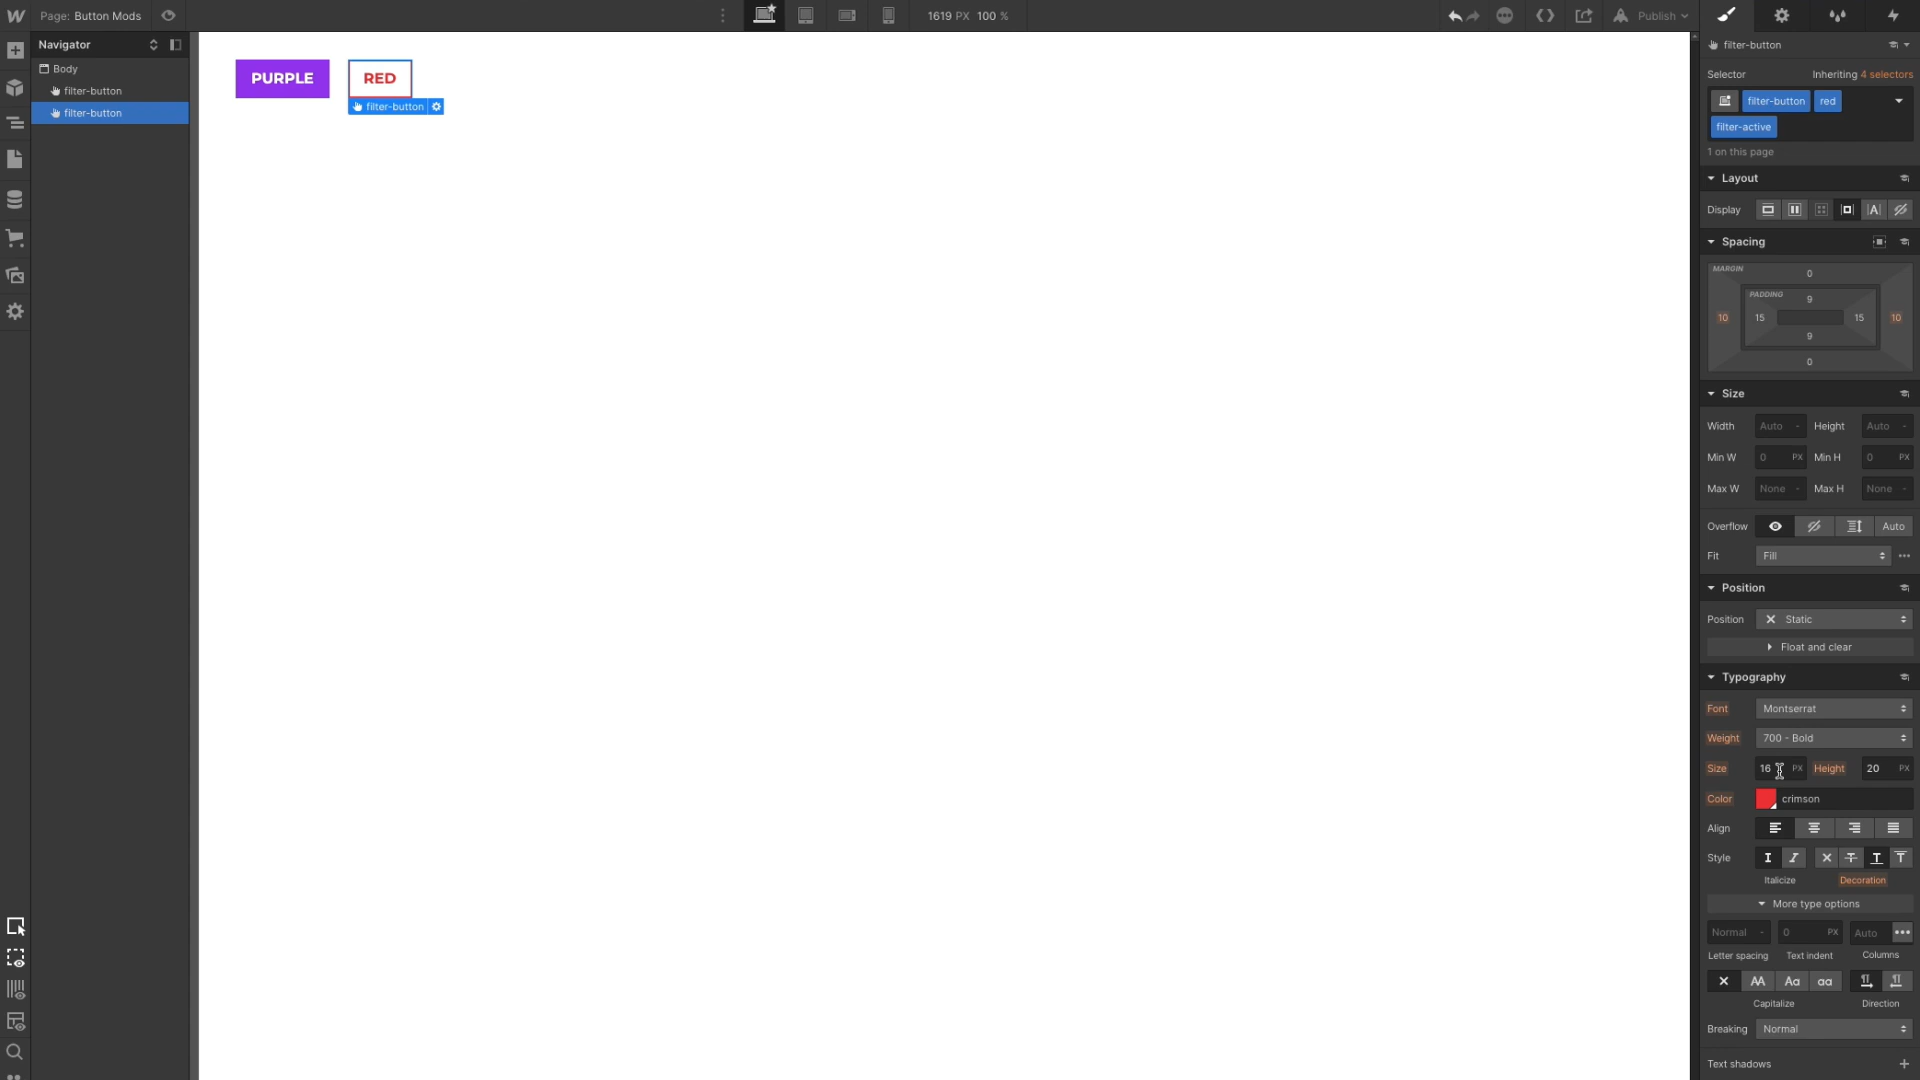 Page: Button Mods
1619 PX 100 %
Publish
Navigator
Body
filter-button
filter-button
PURPLE
RED
filter-button
filter-button
Selector
Inheriting 4 selectors
filter-button
red
filter-active
1 on this page
Layout
Display
Spacing
MARGIN
0
PADDING
9
10
15
15
10
9
0
Size
Width
Auto -
Height
Auto -
Min W
0 PX
Min H
0 PX
Max W
None -
Max H
None -
Overflow
Auto
Fit
Fill
Position
Position
Static
Float and clear
Typography
Font
Montserrat
Weight
700 - Bold
Size
16 PX
Height
20 PX
Color
crimson
Align
Style
Italicize
Decoration
More type options
Normal -
0 PX
Auto
Letter spacing
Text indent
Columns
AA
Aa
aa
Capitalize
Direction
Breaking
Normal
Text shadows